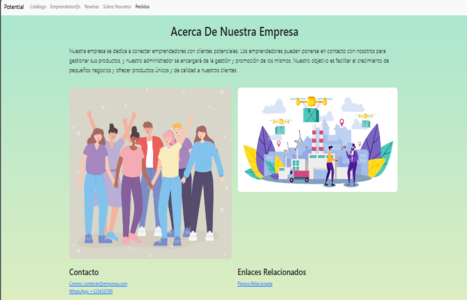 Potential Catálogo Emprendedor@s Reseñas Sobre Nosotros Pedidos
Acerca De Nuestra Empresa
Nuestra empresa se dedica a conectar emprendedores con clientes potenciales. Los emprendedores pueden ponerse en contacto con nosotros para
gestionar sus productos, y nuestro administrador se encargará de la gestión y promoción de los mismos. Nuestro objetivo es facilitar el crecimiento de
pequeños negocios y ofrecer productos únicos y de calidad a nuestros clientes.
Contacto
Enlaces Relacionados
Correo: contacto@empresa.com
Página Relacionada
WhatsApp: +123456789